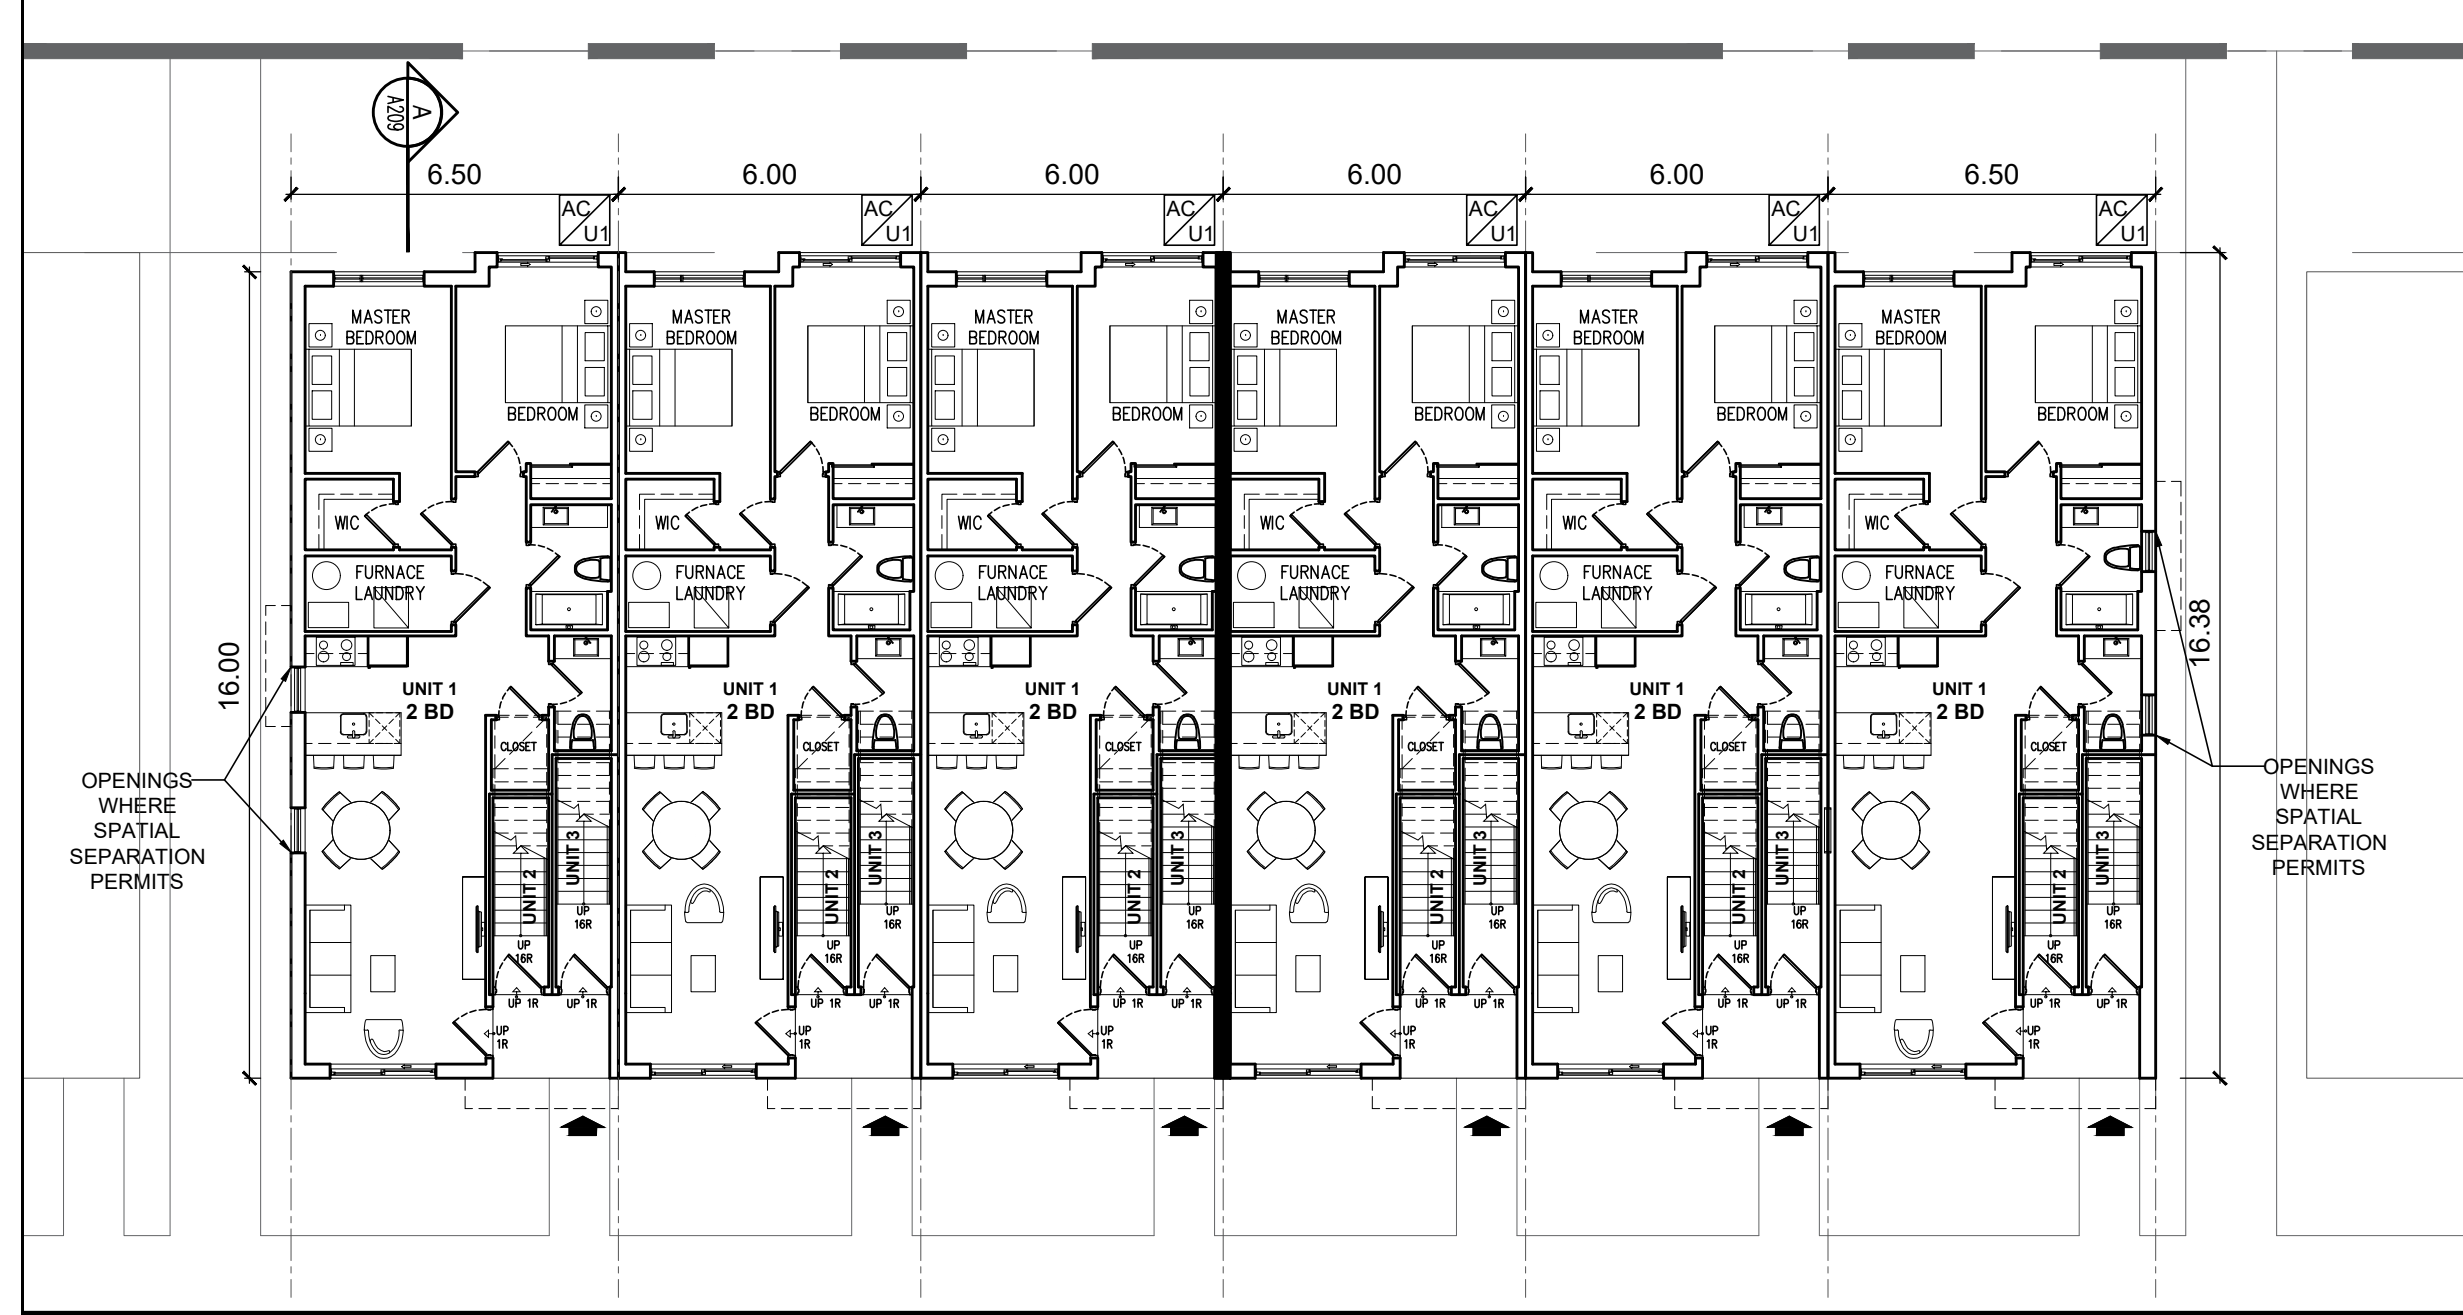 A
A209
6.50
6.00
6.00
6.00
6.00
6.50
AC
U1
AC
U1
AC
U1
AC
U1
AC
U1
AC
U1
MASTER
BEDROOM
BEDROOM
MASTER
BEDROOM
BEDROOM
MASTER
BEDROOM
BEDROOM
MASTER
BEDROOM
BEDROOM
MASTER
BEDROOM
BEDROOM
MASTER
BEDROOM
BEDROOM
WIC
WIC
WIC
WIC
WIC
WIC
FURNACE
LAUNDRY
FURNACE
LAUNDRY
FURNACE
LAUNDRY
FURNACE
LAUNDRY
FURNACE
LAUNDRY
FURNACE
LAUNDRY
16.00
16.38
UNIT 1
2 BD
UNIT 1
2 BD
UNIT 1
2 BD
UNIT 1
2 BD
UNIT 1
2 BD
UNIT 1
2 BD
CLOSET
CLOSET
CLOSET
CLOSET
CLOSET
CLOSET
OPENINGS
WHERE
SPATIAL
SEPARATION
PERMITS
OPENINGS
WHERE
SPATIAL
SEPARATION
PERMITS
UNIT 2
UNIT 3
UNIT 2
UNIT 3
UNIT 2
UNIT 3
UNIT 2
UNIT 3
UNIT 2
UNIT 3
UNIT 2
UNIT 3
UP
16R
UP
16R
UP
16R
UP
16R
UP
16R
UP
16R
UP
16R
UP
16R
UP
16R
UP
16R
UP
16R
UP
16R
UP 1R
UP 1R
UP 1R
UP 1R
UP 1R
UP 1R
UP 1R
UP 1R
UP 1R
UP 1R
UP 1R
UP 1R
UP
1R
UP
1R
UP
1R
UP
1R
UP
1R
UP
1R